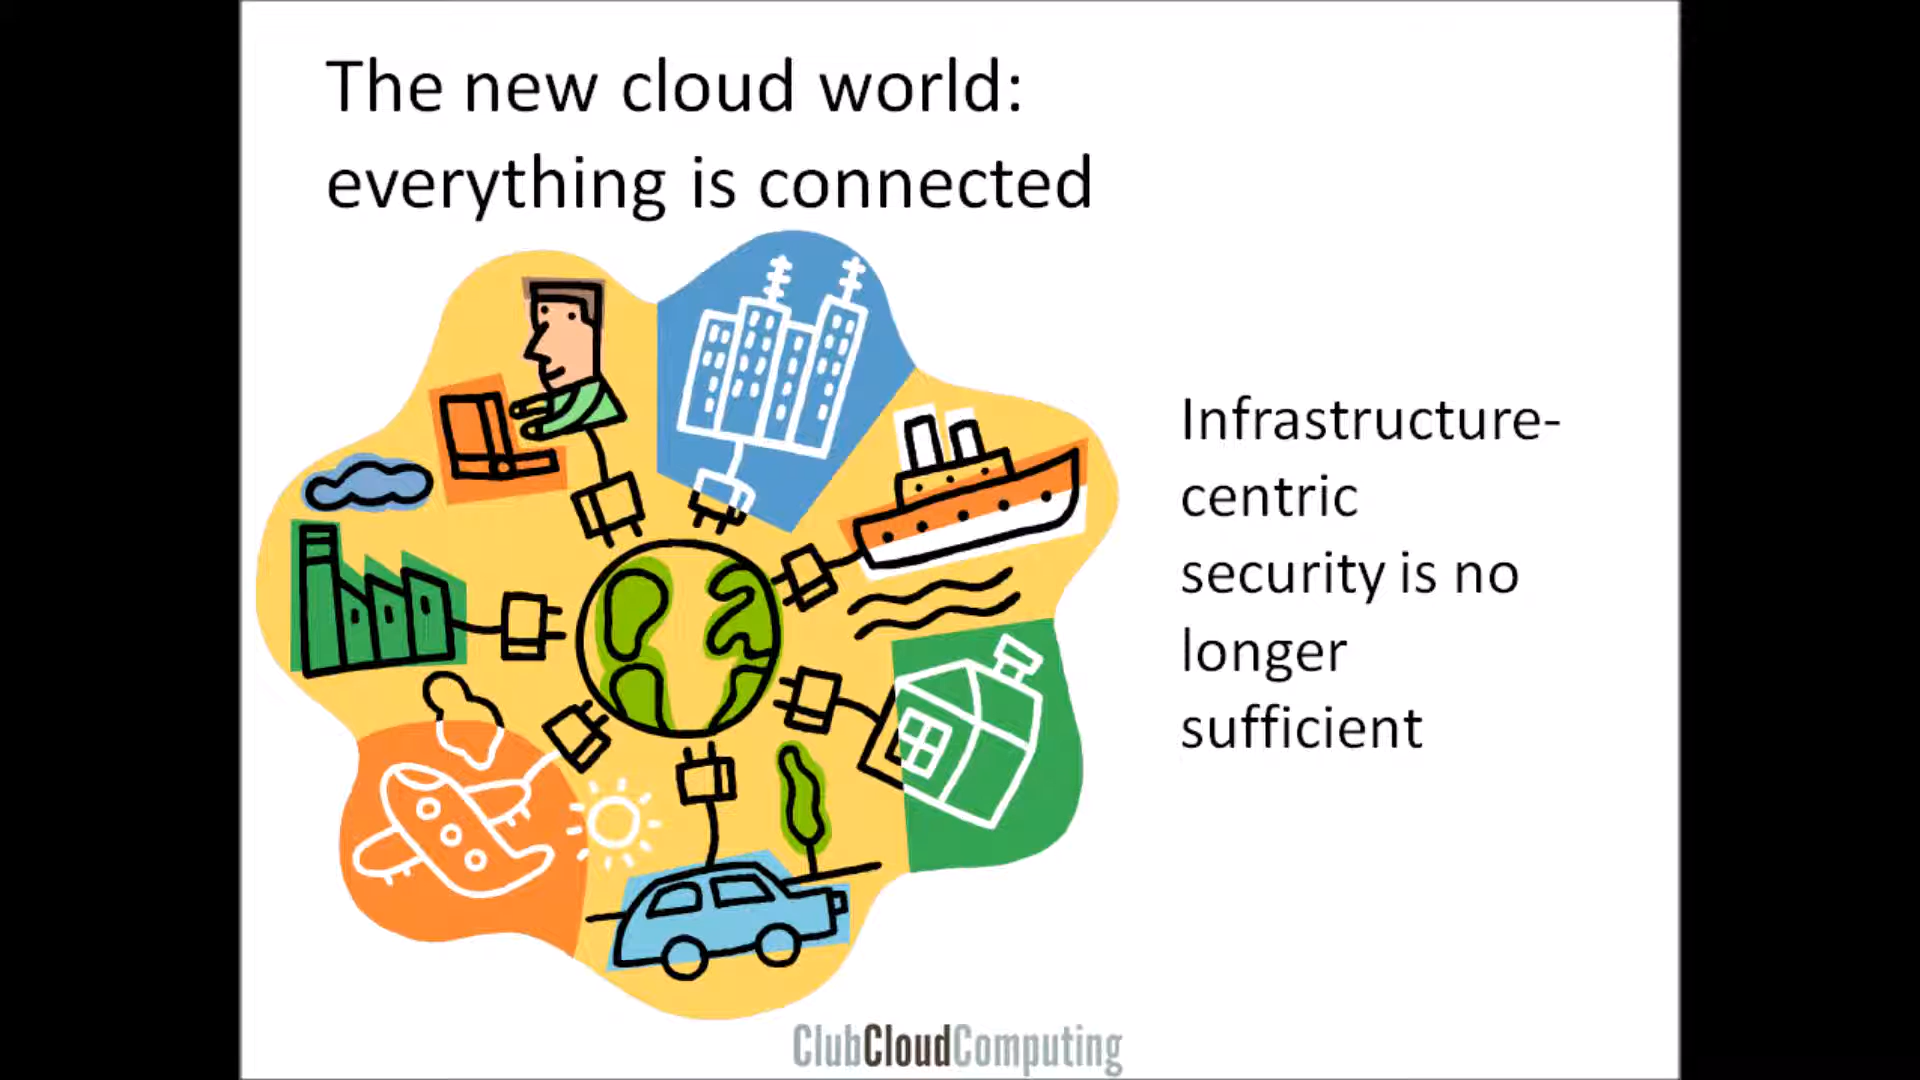 The new cloud world:
everything is connected
Infrastructure-
centric
security is no
longer
sufficient
ClubCloudComputing